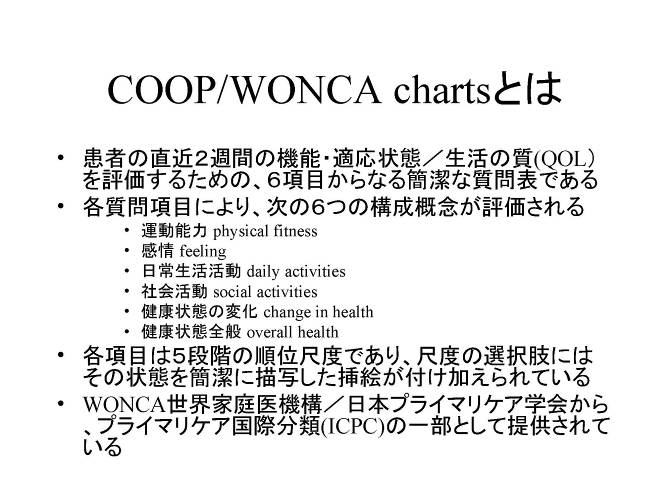 COOP/WONCA chartsとは
• 患者の直近２週間の機能・適応状態／生活の質(QOL）
を評価するための、６項目からなる簡潔な質問表である
• 各質問項目により、次の６つの構成概念が評価される
• 運動能力 physical fitness
• 感情 feeling
• 日常生活活動 daily activities
• 社会活動 social activities
• 健康状態の変化 change in health
• 健康状態全般 overall health
• 各項目は５段階の順位尺度であり、尺度の選択肢には
その状態を簡潔に描写した挿絵が付け加えられている
• WONCA世界家庭医機構／日本プライマリケア学会から
、プライマリケア国際分類(ICPC)の一部として提供されて
いる